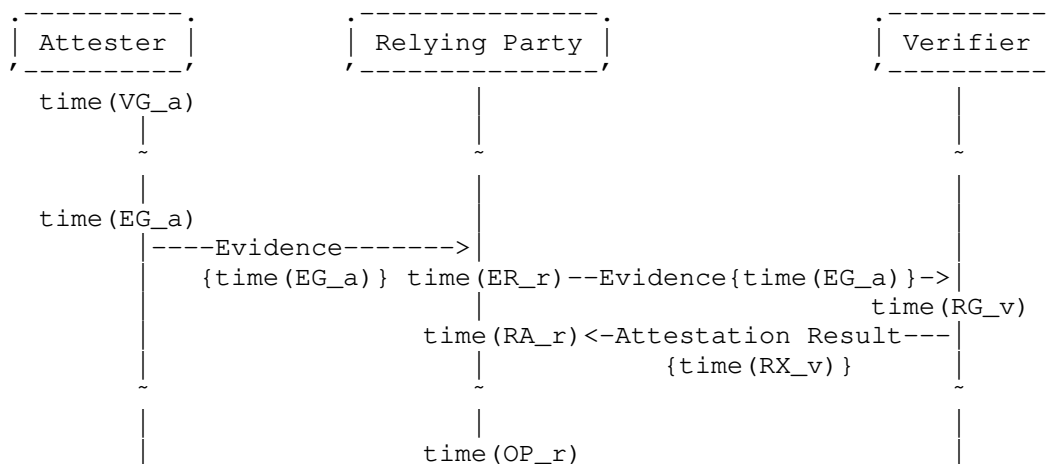 .----------.                .---------------.                .----------
| Attester |                | Relying Party |                | Verifier
'----------'                '---------------'                '----------
time(VG_a) | |
| | |
~ ~ ~
| | |
time(EG_a) | |
|----Evidence------->| |
| {time(EG_a)} time(ER_r)--Evidence{time(EG_a)}->|
| | time(RG_v)
| time(RA_r)<-Attestation Result---|
| | {time(RX_v)} |
~ ~ ~
| | |
| time(OP_r) |